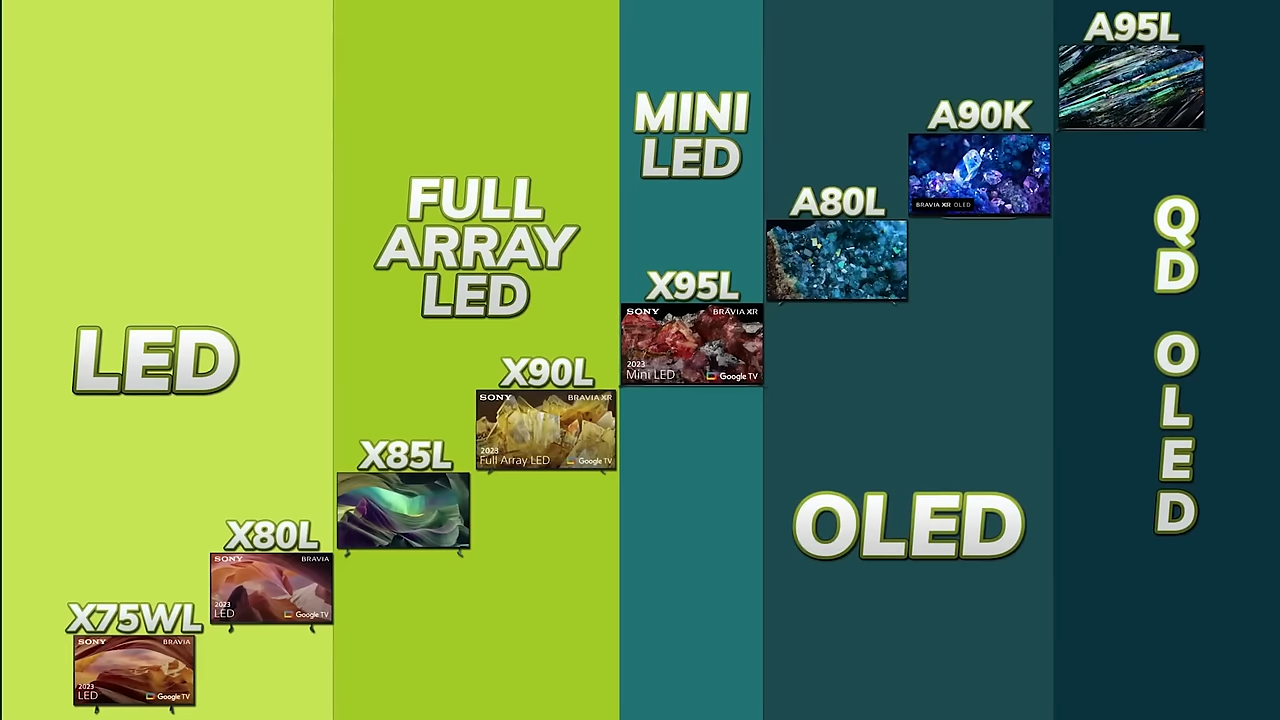 LED
X75WL
SONY BRAVIA
2023
LED Google TV
X80L
SONY BRAVIA
2023
LED Google TV
FULL
ARRAY
LED
X85L
X90L
SONY BRAVIA XR
2023
Full Array LED Google TV
MINI
LED
X95L
SONY BRAVIA XR
2023
Mini LED Google TV
A80L
A90K
BRAVIA XR OLED
OLED
A95L
Q
D
O
L
E
D